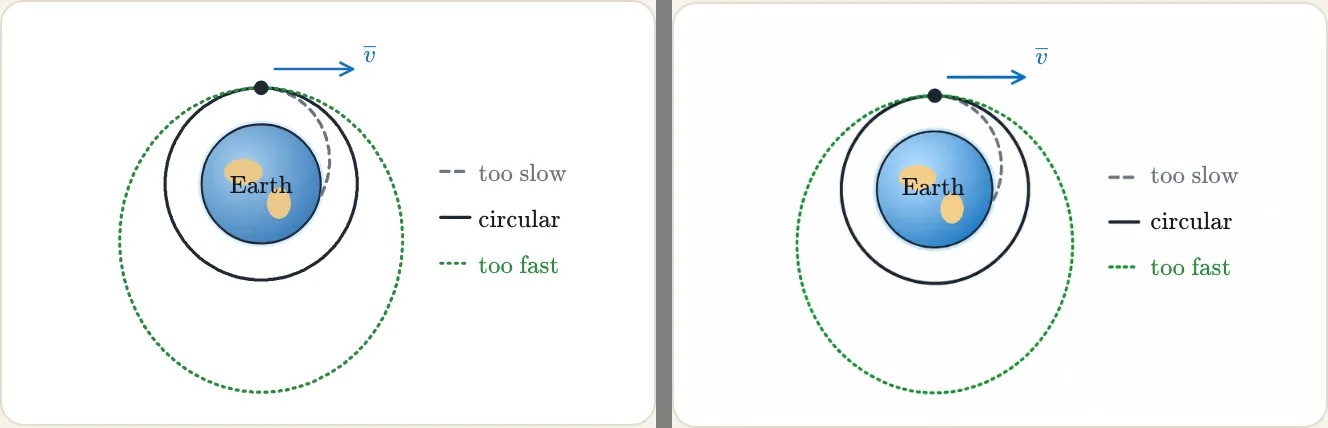 v̅
Earth
too slow
circular
too fast
v̅
Earth
too slow
circular
too fast